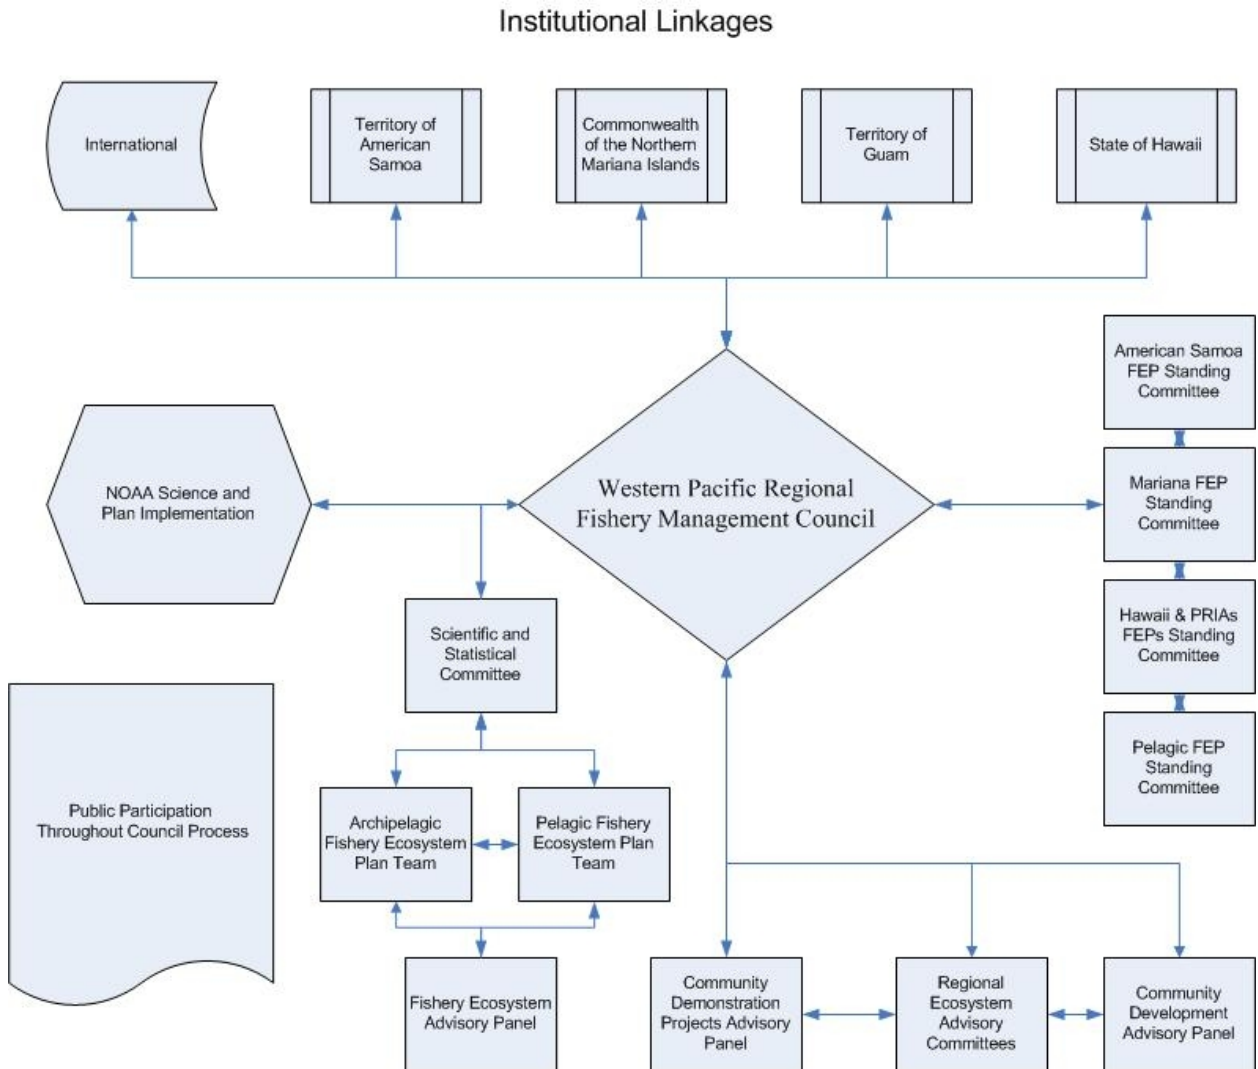 Institutional Linkages
International
Territory of
American
Samoa
Commonwealth
of the Northern
Mariana Islands
Territory of
Guam
State of Hawaii
American Samoa
FEP Standing
Committee
NOAA Science and
Plan Implementation
Western Pacific Regional
Fishery Management Council
Mariana FEP
Standing
Committee
Scientific and
Statistical
Committee
Hawaii & PRIAs
FEPs Standing
Committee
Pelagic FEP
Standing
Committee
Public Participation
Throughout Council Process
Archipelagic
Fishery Ecosystem
Plan Team
Pelagic Fishery
Ecosystem Plan
Team
Fishery Ecosystem
Advisory Panel
Community
Demonstration
Projects Advisory
Panel
Regional
Ecosystem
Advisory
Committees
Community
Development
Advisory Panel